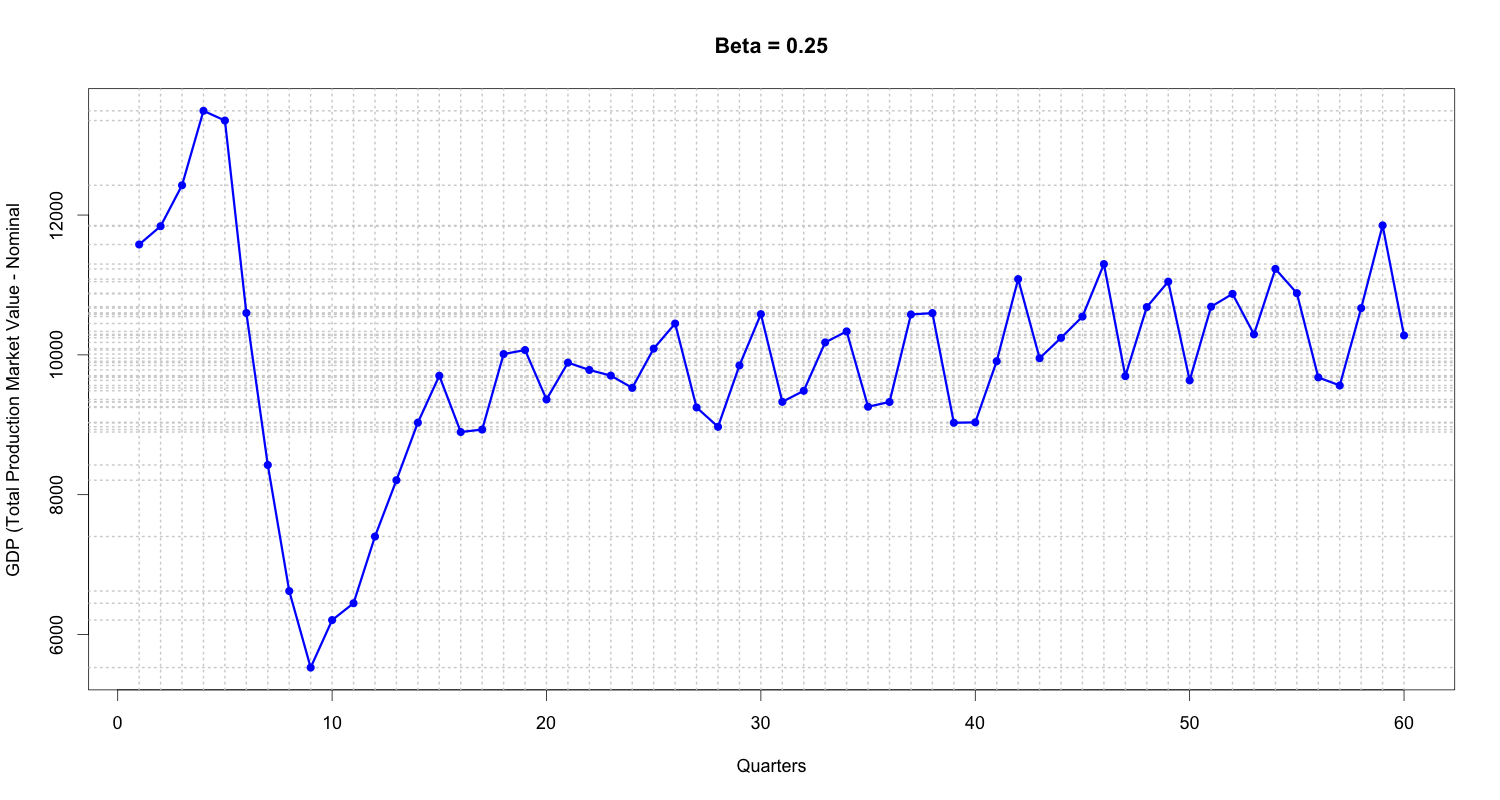 Beta = 0.25
GDP (Total Production Market Value - Nominal
12000
10000
8000
6000
0 10 20 30 40 50 60
Quarters